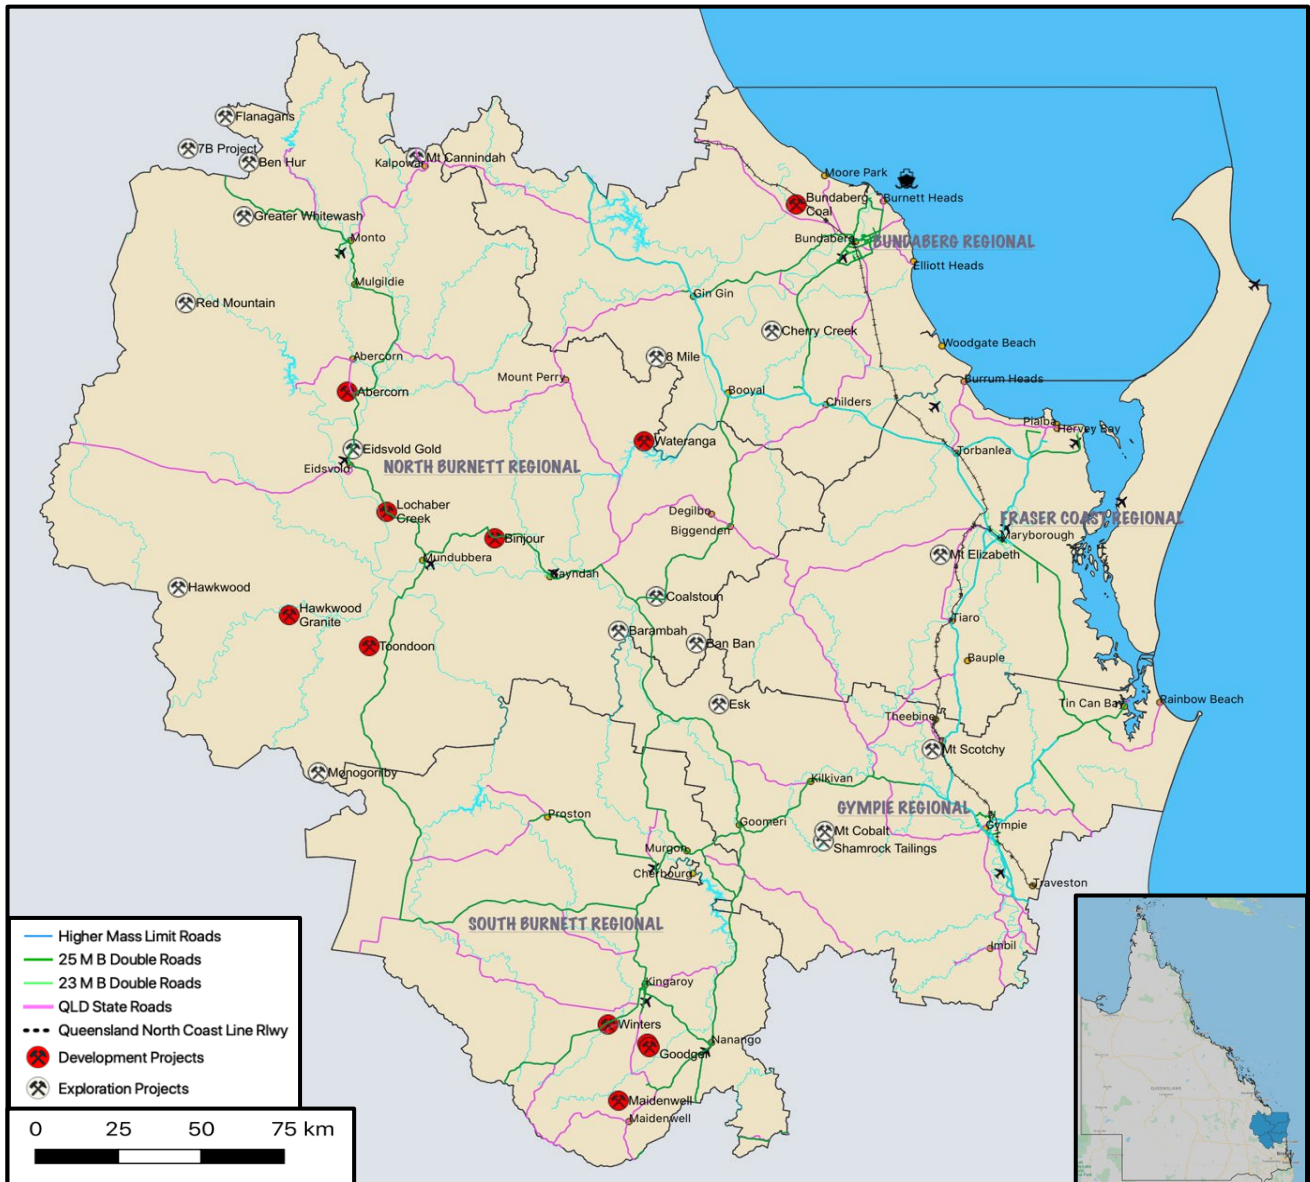 Flanagans
7B Project
Ben Hur
Mt Cannindah
Kalpowar
Moore Park
Bundaberg
Coal
Burnett Heads
Greater Whitewash
Monto
Bundaberg
BUNDABERG REGIONAL
Elliott Heads
Mulgildie
Gin Gin
Red Mountain
Cherry Creek
Woodgate Beach
Abercorn
8 Mile
Mount Perry
Burrum Heads
Abercorn
Booyal
Childers
Pialba
Hervey Bay
Wateranga
Eidsvold Gold
Torbanlea
Eidsvold
NORTH BURNETT REGIONAL
Lochaber
Creek
Degilbo
Biggenden
FRASER COAST REGIONAL
Maryborough
Binjour
Mundubbera
Mt Elizabeth
Gayndah
Hawkwood
Coalstoun
Hawkwood
Granite
Tiaro
Barambah
Ban Ban
Toondoon
Bauple
Esk
Tin Can Bay
Rainbow Beach
Theebine
Mt Scotchy
Monogorilby
Kilkivan
GYMPIE REGIONAL
Proston
Goomeri
Mt Cobalt
Gympie
Shamrock Tailings
Murgon
Cherbourg
Traveston
SOUTH BURNETT REGIONAL
Imbil
Kingaroy
Winters
Nanango
Goodger
Maidenwell
Maidenwell
Higher Mass Limit Roads
25 M B Double Roads
23 M B Double Roads
QLD State Roads
Queensland North Coast Line Rlwy
Development Projects
Exploration Projects
0 25 50 75 km
QUEENSLAND